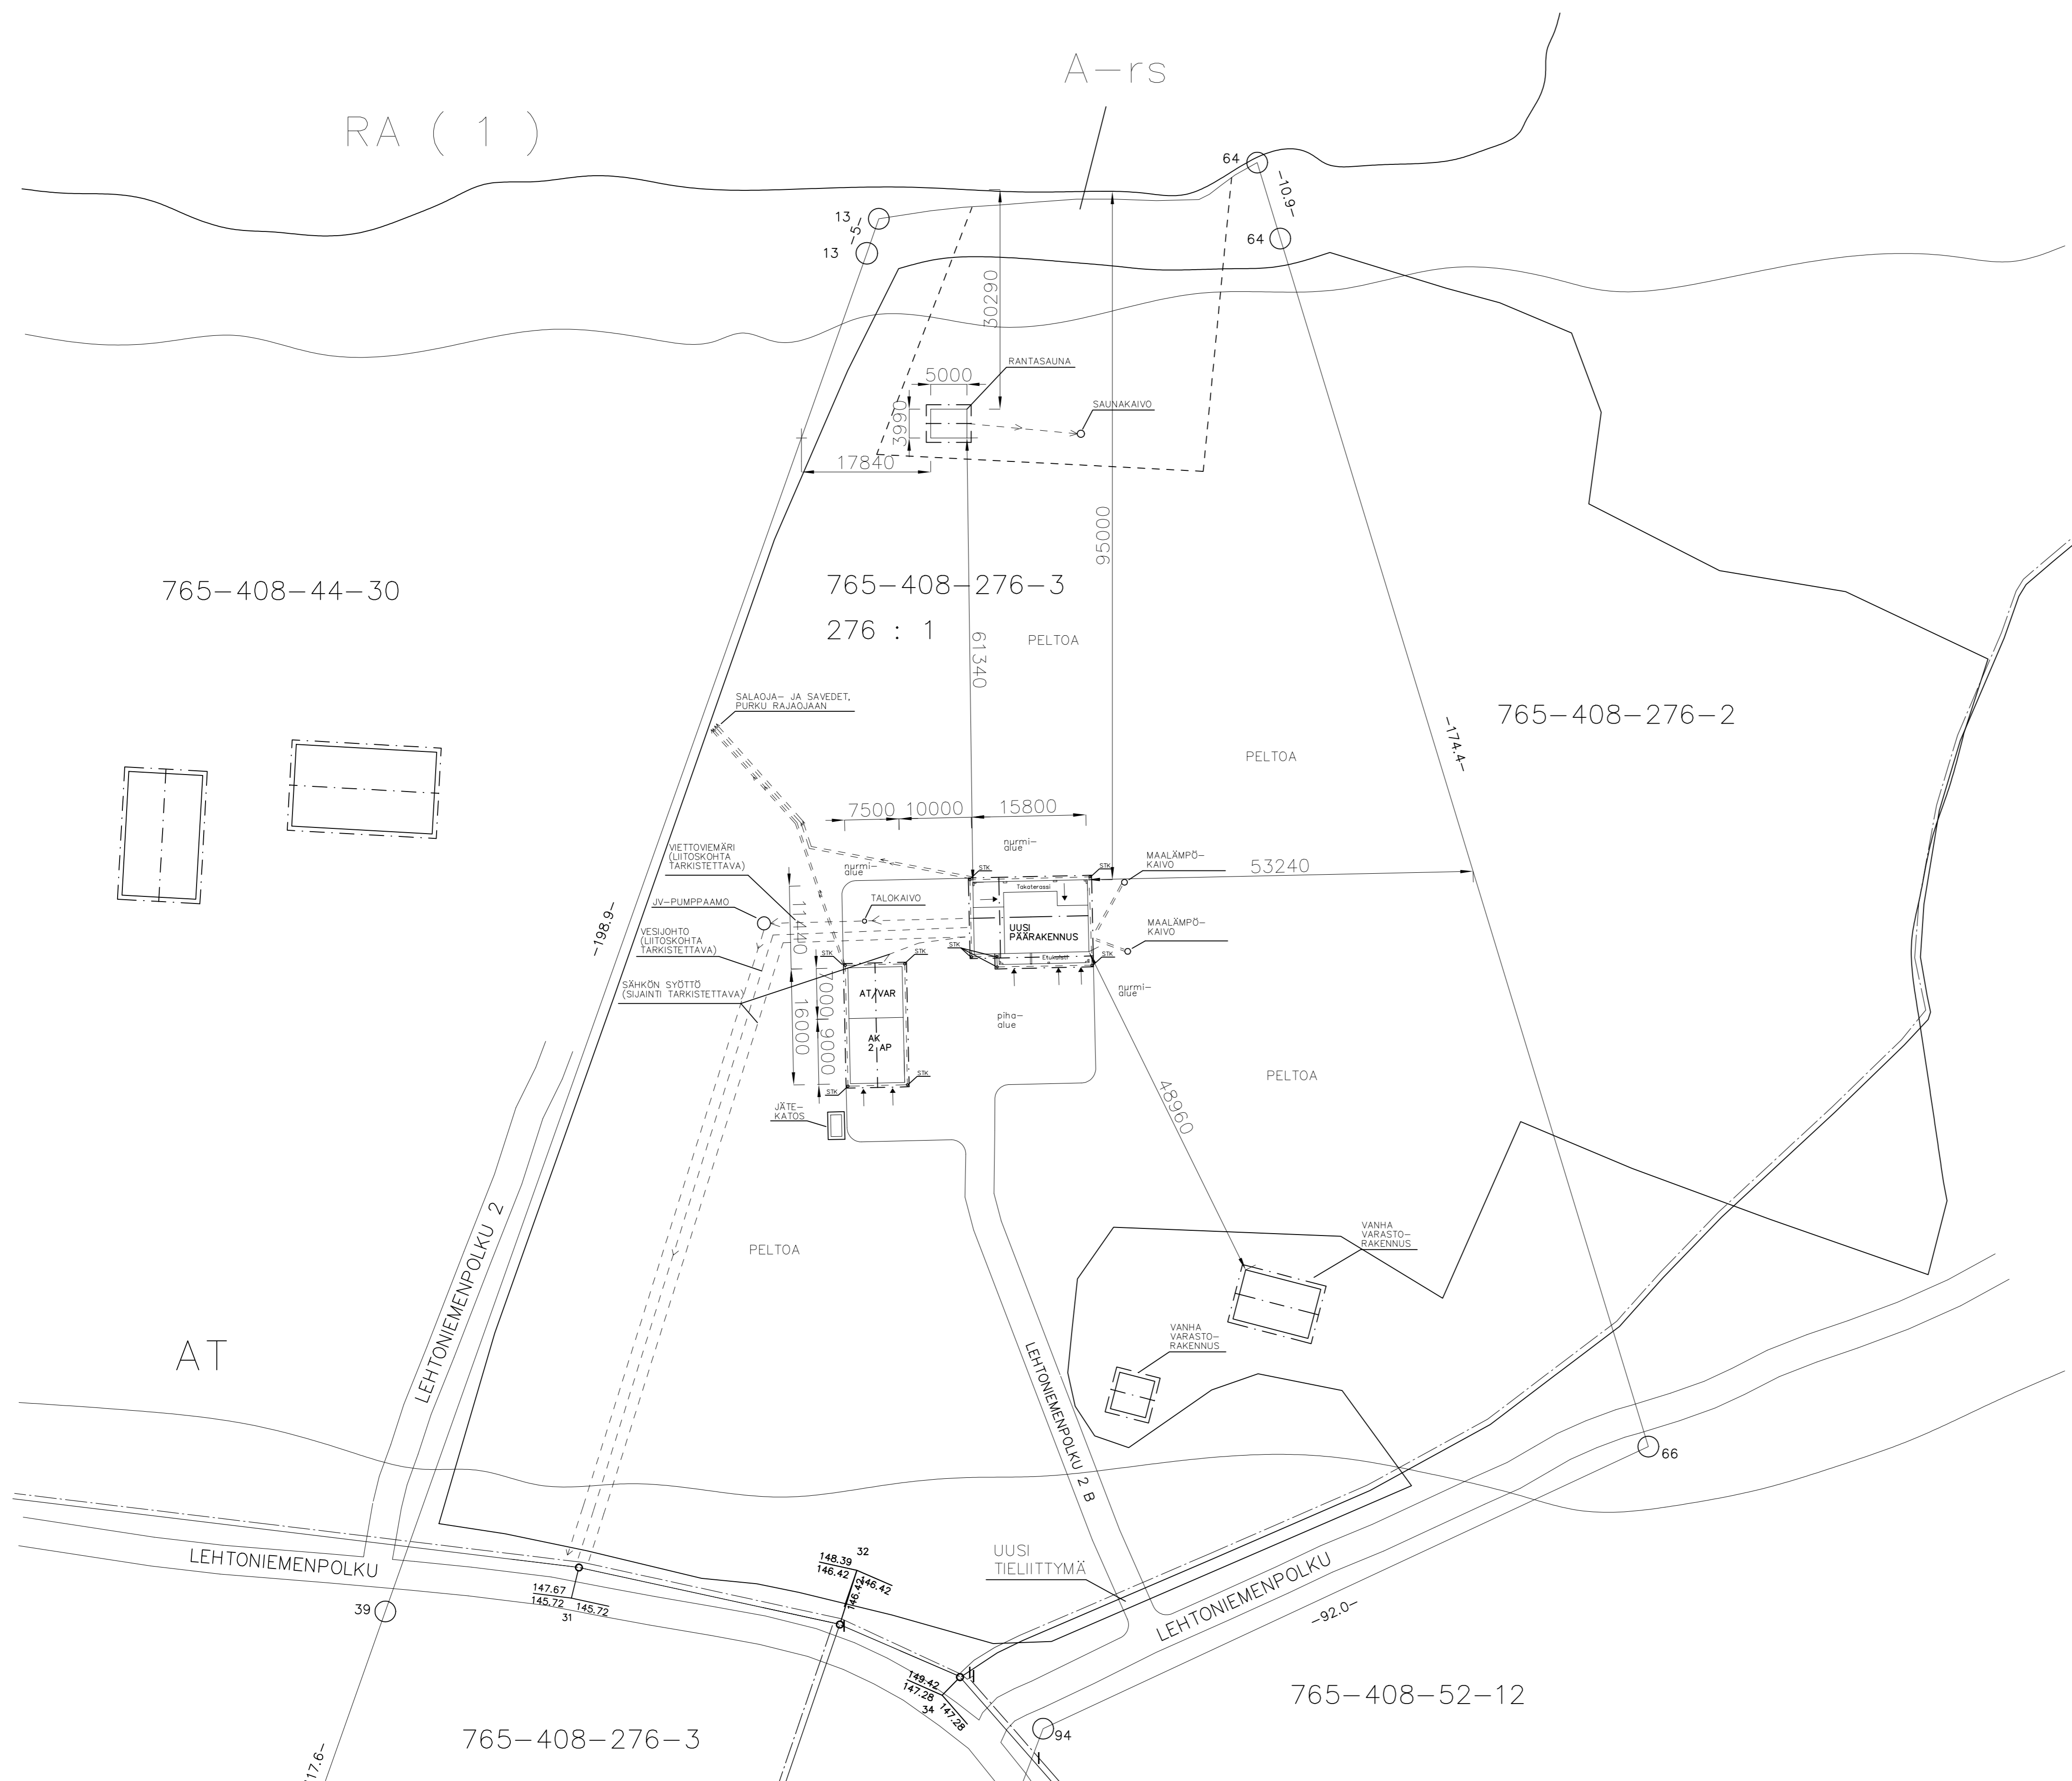 A-rs
RA ( 1 )
64
-10.9-
13
-5-
64
13
30290
RANTASAUNA
5000
SAUNAKAIVO
3990
17840
95000
765-408-44-30
765-408-276-3
276 : 1
PELTOA
61340
SALAOJA- JA SAVEDET,
PURKU RAJAOJAAN
765-408-276-2
-174.4-
PELTOA
7500
10000
15800
nurmi-
alue
VIETTOVIEMÄRI
(LIITOSKOHTA
TARKISTETTAVA)
nurmi-
alue
STK
STK
MAALÄMPÖ-
KAIVO
53240
Takaterassi
JV-PUMPPAAMO
TALOKAIVO
11440
UUSI
PÄÄRAKENNUS
MAALÄMPÖ-
KAIVO
-198.9-
VESIJOHTO
(LIITOSKOHTA
TARKISTETTAVA)
STK
STK
STK
STK
Etukuisti
SÄHKÖN SYÖTTÖ
(SIJAINTI TARKISTETTAVA)
7000
AT/VAR
nurmi-
alue
16000
9000
piha-
alue
AK
2 AP
STK
STK
PELTOA
48960
JÄTE-
KATOS
LEHTONIEMENPOLKU 2
PELTOA
VANHA
VARASTO-
RAKENNUS
VANHA
VARASTO-
RAKENNUS
AT
LEHTONIEMENPOLKU 2 B
66
LEHTONIEMENPOLKU
32
148.39
146.42
146.42
146.42
UUSI
TIELIITTYMÄ
LEHTONIEMENPOLKU
147.67
145.72
145.72
31
39
-92.0-
149.42
147.28
147.28
34
765-408-52-12
94
765-408-276-3
17.6-